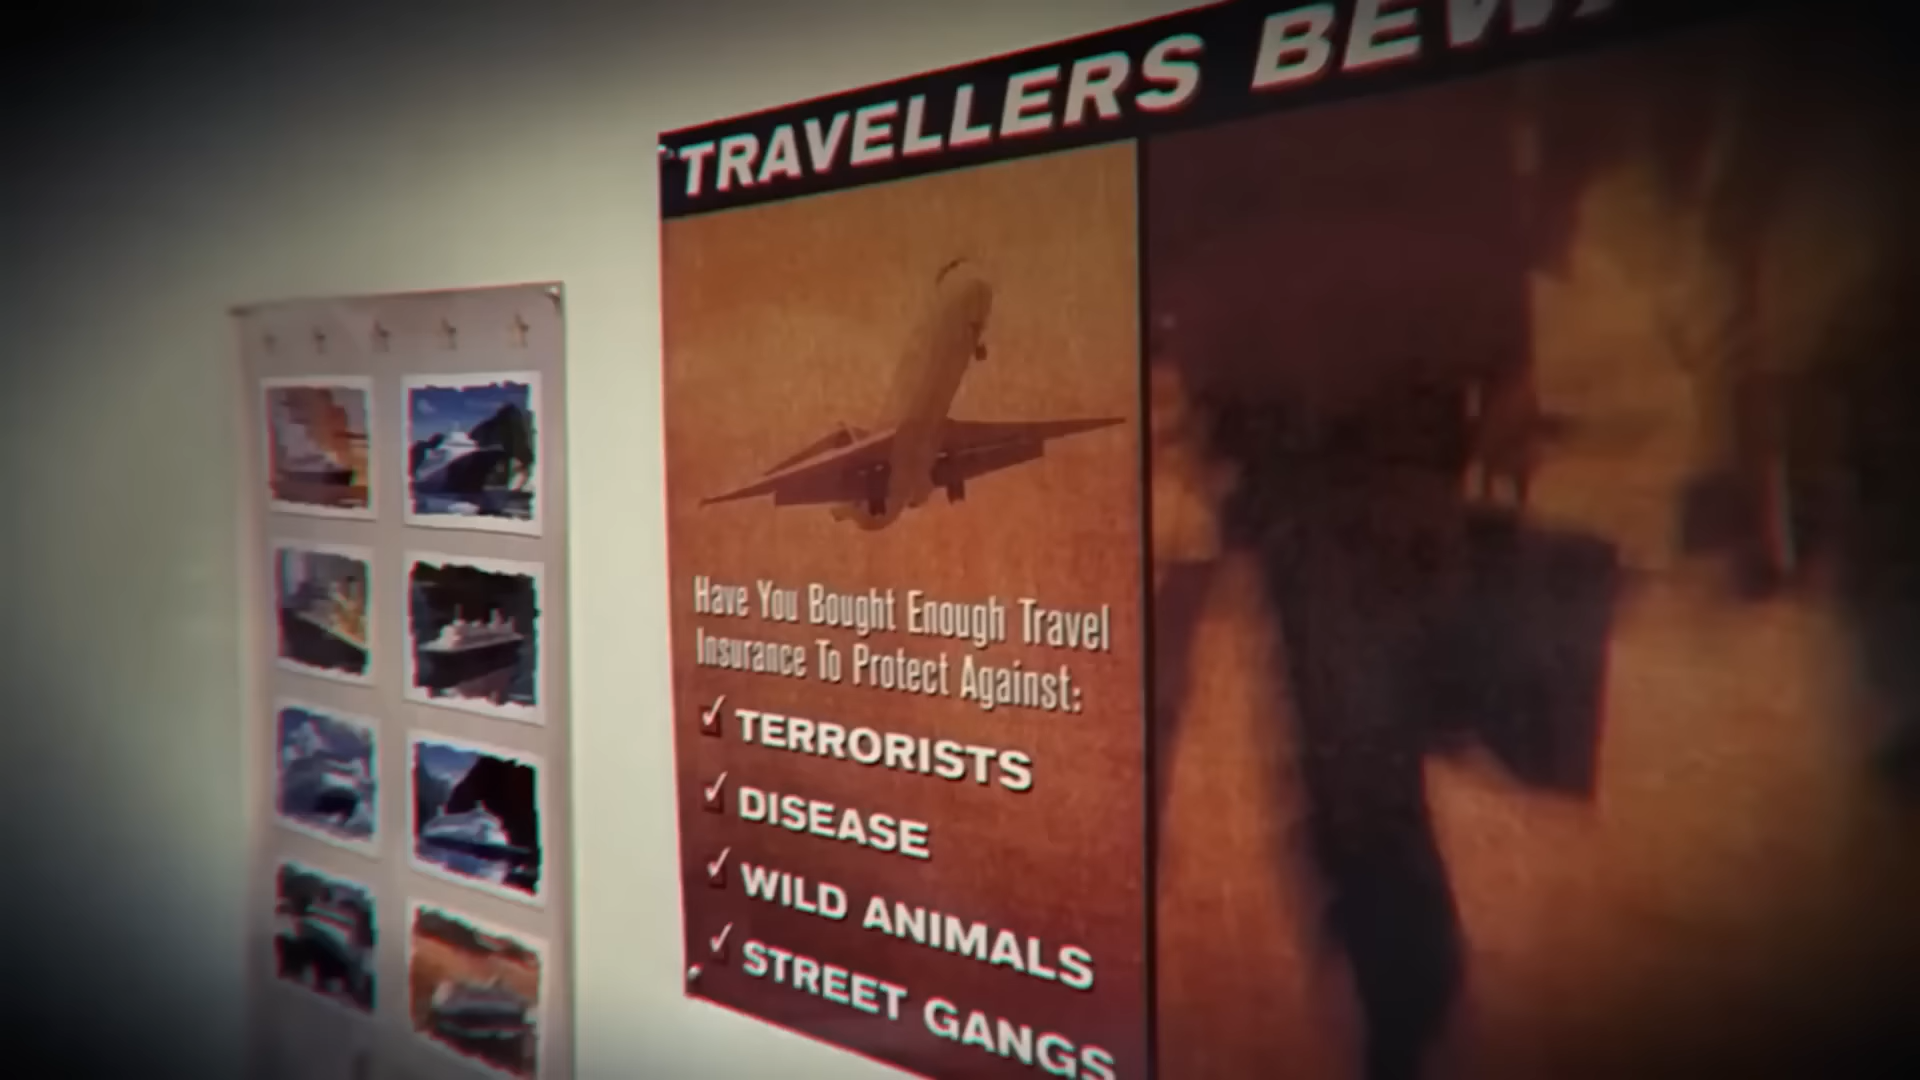 TRAVELLERS
Have You Bought Enough Travel
Insurance To Protect Against:
✓ TERRORISTS
✓ DISEASE
✓ WILD ANIMALS
✓ STREET GANGS